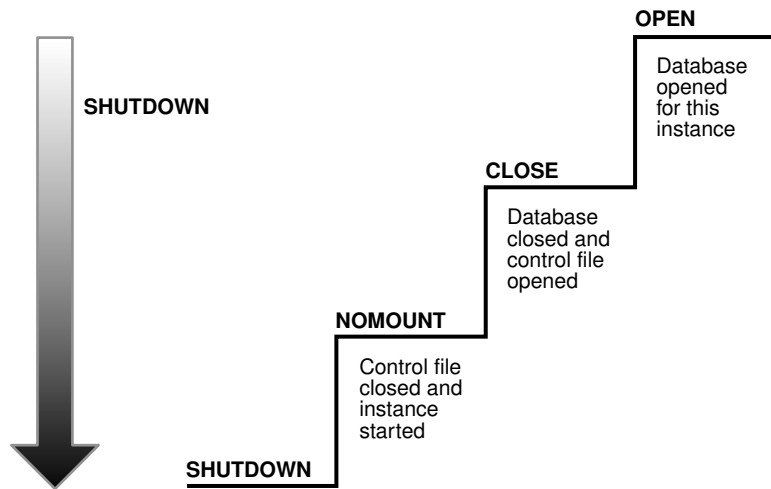 OPEN
Database
opened
for this
instance
SHUTDOWN
CLOSE
Database
closed and
control file
opened
NOMOUNT
Control file
closed and
instance
started
SHUTDOWN